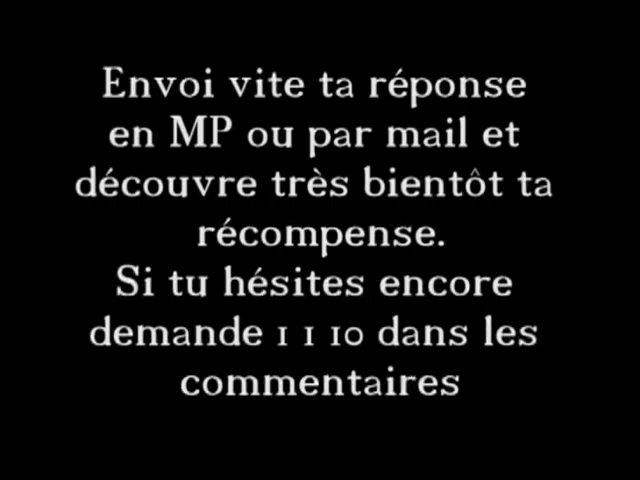 Envoi vite ta réponse
en MP ou par mail et
découvre très bientôt ta
récompense.
Si tu hésites encore
demande 1 1 10 dans les
commentaires